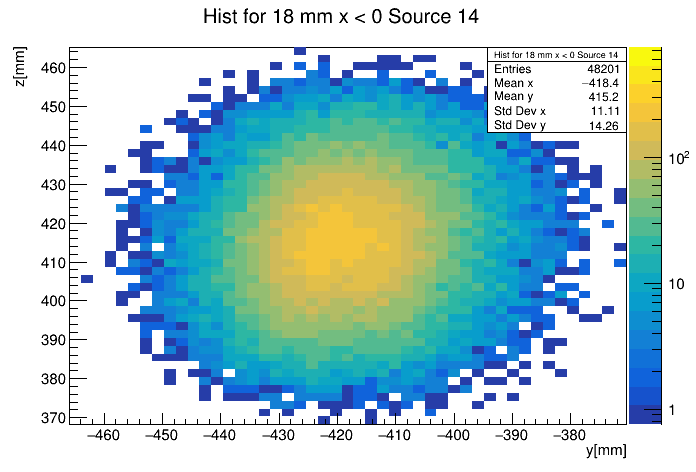 Hist for 18 mm x < 0 Source 14
z[mm]
Hist for 18 mm x < 0 Source 14
Entries 48201
Mean x −418.4
Mean y 415.2
Std Dev x 11.11
Std Dev y 14.26
460
450
440
430
420
410
400
390
380
370
−460 −450 −440 −430 −420 −410 −400 −390 −380
y[mm]
10²
10
1